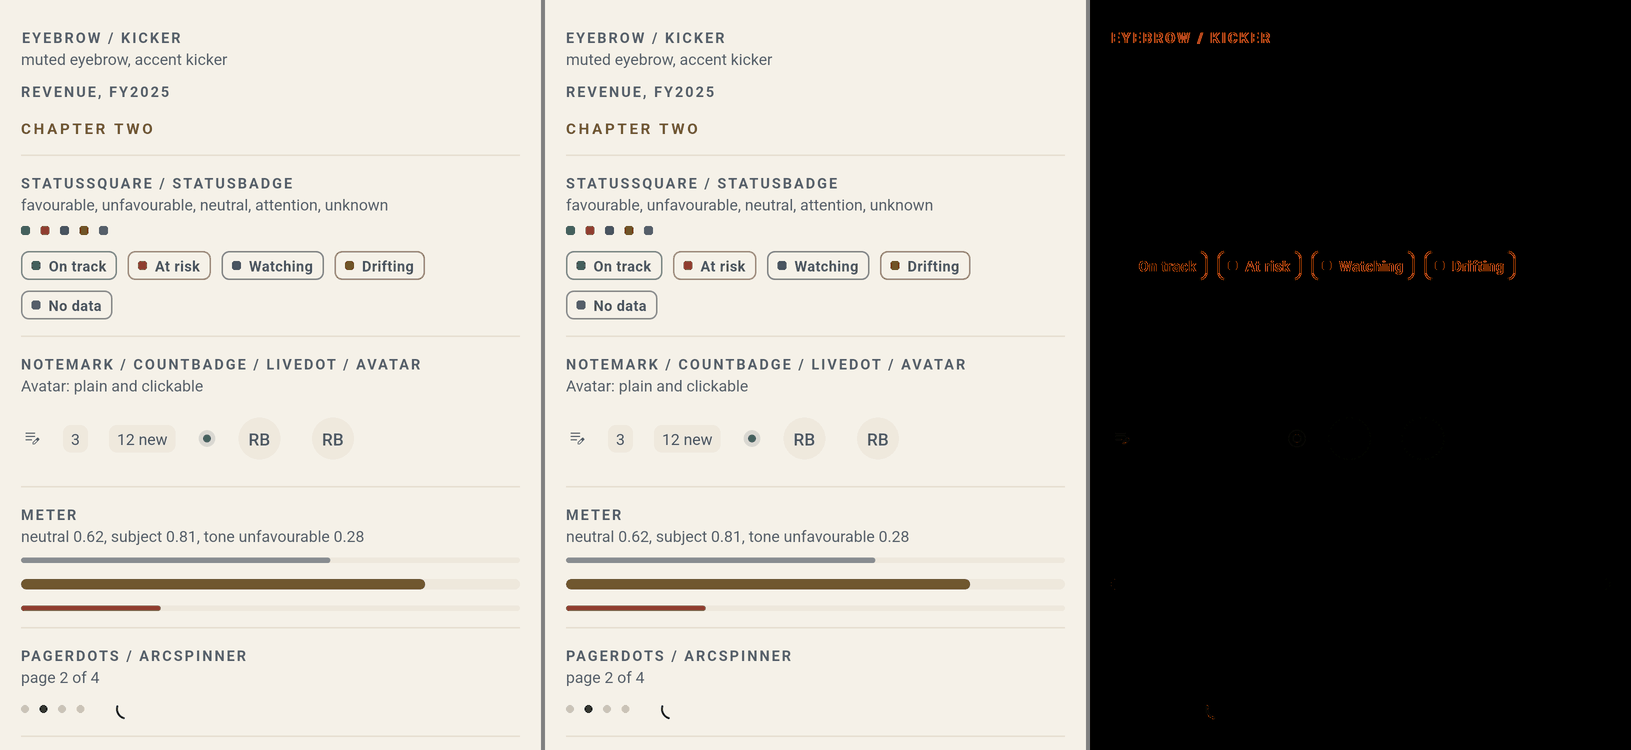 EYEBROW / KICKER
muted eyebrow, accent kicker
REVENUE, FY2025
CHAPTER TWO
STATUSSQUARE / STATUSBADGE
favourable, unfavourable, neutral, attention, unknown
On track At risk Watching Drifting
No data
NOTEMARK / COUNTBADGE / LIVEDOT / AVATAR
Avatar: plain and clickable
3 12 new RB RB
METER
neutral 0.62, subject 0.81, tone unfavourable 0.28
PAGERDOTS / ARCSPINNER
page 2 of 4
EYEBROW / KICKER
muted eyebrow, accent kicker
REVENUE, FY2025
CHAPTER TWO
STATUSSQUARE / STATUSBADGE
favourable, unfavourable, neutral, attention, unknown
On track At risk Watching Drifting
No data
NOTEMARK / COUNTBADGE / LIVEDOT / AVATAR
Avatar: plain and clickable
3 12 new RB RB
METER
neutral 0.62, subject 0.81, tone unfavourable 0.28
PAGERDOTS / ARCSPINNER
page 2 of 4
EYEBROW / KICKER
On track At risk Watching Drifting